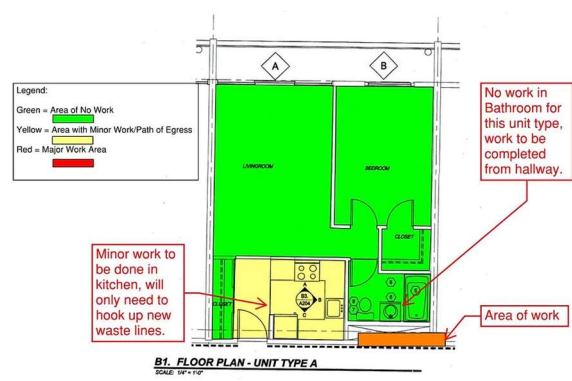 A
B
Legend:
Green = Area of No Work
Yellow = Area with Minor Work/Path of Egress
Red = Major Work Area
No work in
Bathroom for
this unit type,
work to be
completed
from hallway.
LIVINGROOM
BEDROOM
CLOSET
Minor work to
be done in
kitchen, will
only need to
hook up new
waste lines.
CLOSET
A
B3.
A204
B
C
Area of work
B1. FLOOR PLAN - UNIT TYPE A
SCALE: 1/4" = 1'-0"